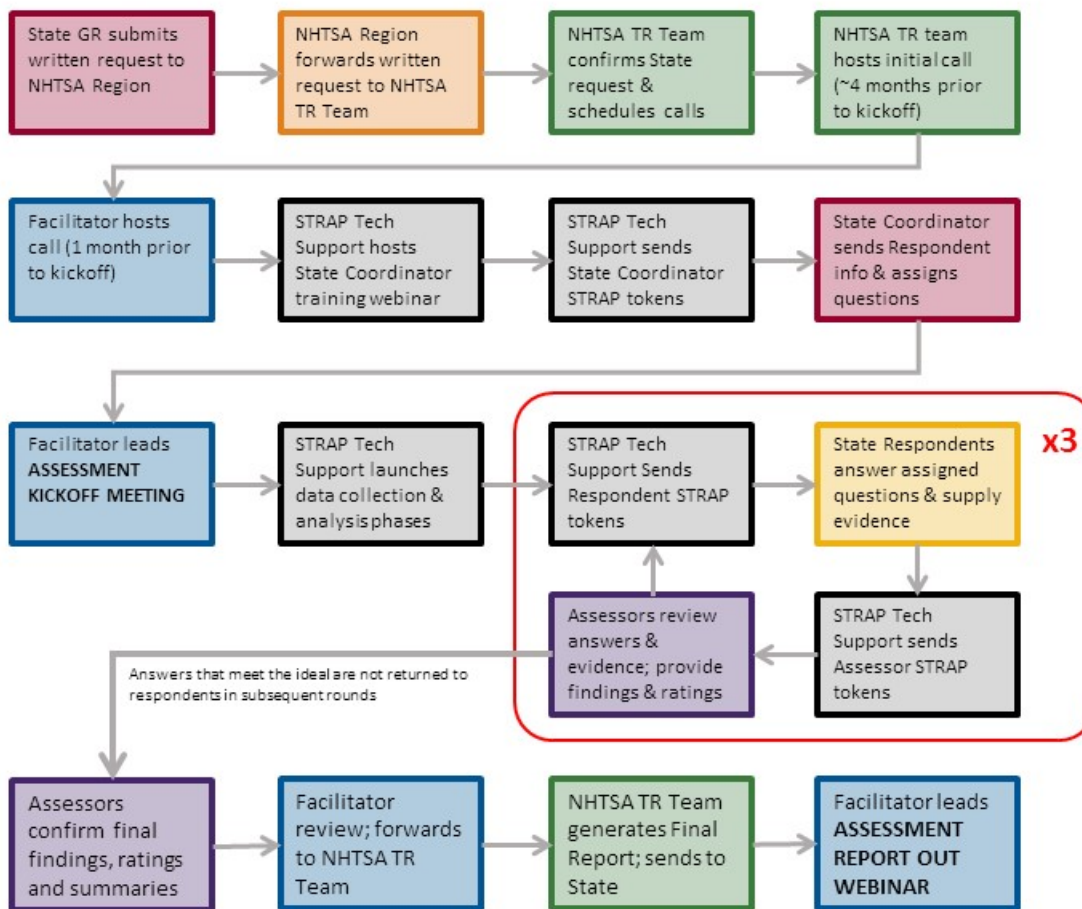 State GR submits
written request to
NHTSA Region
NHTSA Region
forwards written
request to NHTSA
TR Team
NHTSA TR Team
confirms State
request &
schedules calls
NHTSA TR team
hosts initial call
(~4 months prior
to kickoff)
Facilitator hosts
call (1 month prior
to kickoff)
STRAP Tech
Support hosts
State Coordinator
training webinar
STRAP Tech
Support sends
State Coordinator
STRAP tokens
State Coordinator
sends Respondent
info & assigns
questions
Facilitator leads
ASSESSMENT
KICKOFF MEETING
STRAP Tech
Support launches
data collection &
analysis phases
STRAP Tech
Support Sends
Respondent STRAP
tokens
State Respondents
answer assigned
questions & supply
evidence
x3
STRAP Tech
Support sends
Assessor STRAP
tokens
Assessors review
answers &
evidence; provide
findings & ratings
Answers that meet the ideal are not returned to
respondents in subsequent rounds
Assessors
confirm final
findings, ratings
and summaries
Facilitator
review; forwards
to NHTSA TR
Team
NHTSA TR Team
generates Final
Report; sends to
State
Facilitator leads
ASSESSMENT
REPORT OUT
WEBINAR